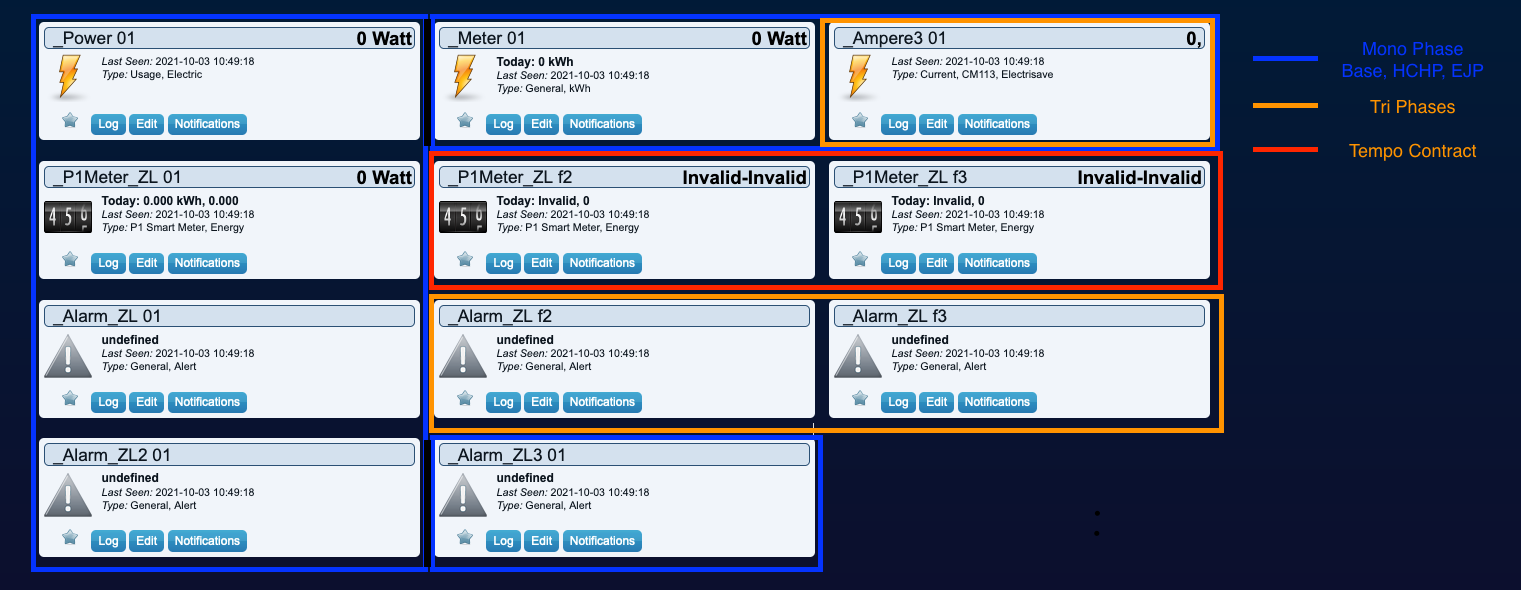 _Power 01 0 Watt
Last Seen: 2021-10-03 10:49:18
Type: Usage, Electric
Log Edit Notifications
_Meter 01 0 Watt
Today: 0 kWh
Last Seen: 2021-10-03 10:49:18
Type: General, kWh
Log Edit Notifications
_Ampere3 01 0,
Last Seen: 2021-10-03 10:49:18
Type: Current, CM113, Electrisave
Log Edit Notifications
Mono Phase
Base, HCHP, EJP
Tri Phases
Tempo Contract
_P1Meter_ZL 01 0 Watt
Today: 0.000 kWh, 0.000
Last Seen: 2021-10-03 10:49:18
Type: P1 Smart Meter, Energy
Log Edit Notifications
_P1Meter_ZL f2 Invalid-Invalid
Today: Invalid, 0
Last Seen: 2021-10-03 10:49:18
Type: P1 Smart Meter, Energy
Log Edit Notifications
_P1Meter_ZL f3 Invalid-Invalid
Today: Invalid, 0
Last Seen: 2021-10-03 10:49:18
Type: P1 Smart Meter, Energy
Log Edit Notifications
_Alarm_ZL 01
undefined
Last Seen: 2021-10-03 10:49:18
Type: General, Alert
Log Edit Notifications
_Alarm_ZL f2
undefined
Last Seen: 2021-10-03 10:49:18
Type: General, Alert
Log Edit Notifications
_Alarm_ZL f3
undefined
Last Seen: 2021-10-03 10:49:18
Type: General, Alert
Log Edit Notifications
_Alarm_ZL2 01
undefined
Last Seen: 2021-10-03 10:49:18
Type: General, Alert
Log Edit Notifications
_Alarm_ZL3 01
undefined
Last Seen: 2021-10-03 10:49:18
Type: General, Alert
Log Edit Notifications